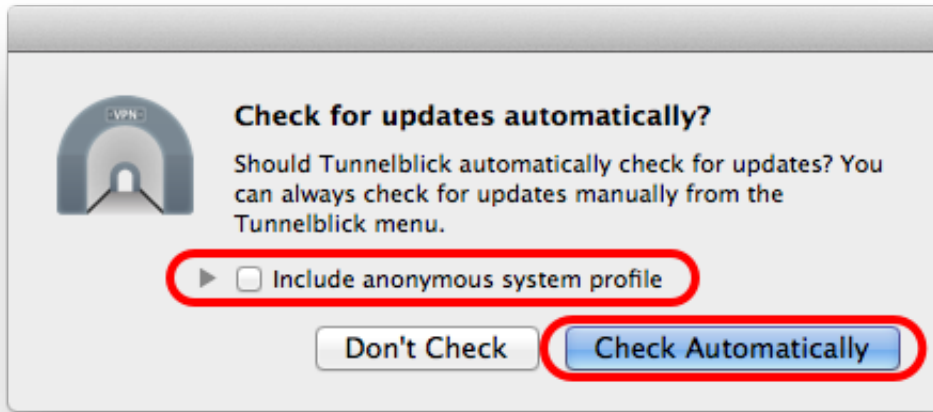 VPN
Check for updates automatically?
Should Tunnelblick automatically check for updates? You
can always check for updates manually from the
Tunnelblick menu.
Include anonymous system profile
Don't Check
Check Automatically